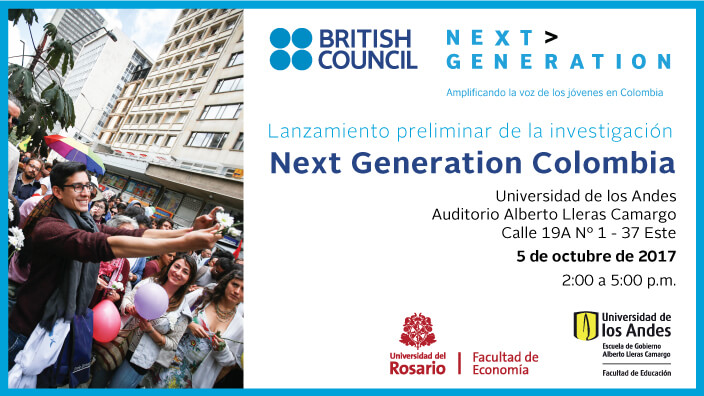 BRITISH
COUNCIL
NEXT >
GENERATION
Amplificando la voz de los jóvenes en Colombia
Lanzamiento preliminar de la investigación
Next Generation Colombia
Universidad de los Andes
Auditorio Alberto Lleras Camargo
Calle 19A Nº 1 - 37 Este
5 de octubre de 2017
2:00 a 5:00 p.m.
Universidad del
Rosario
Facultad de
Economía
Universidad de
los Andes
Escuela de Gobierno
Alberto Lleras Camargo
Facultad de Educación